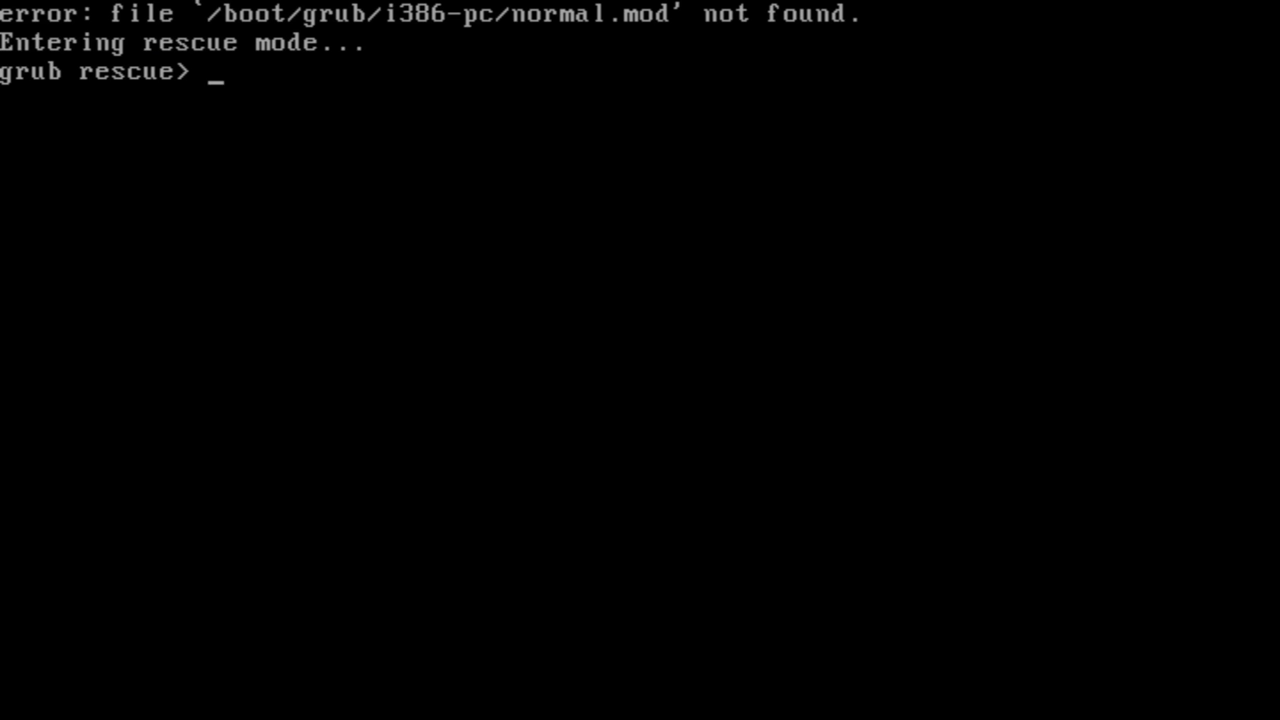 error: file `/boot/grub/i386-pc/normal.mod' not found.
Entering rescue mode...
grub rescue> _